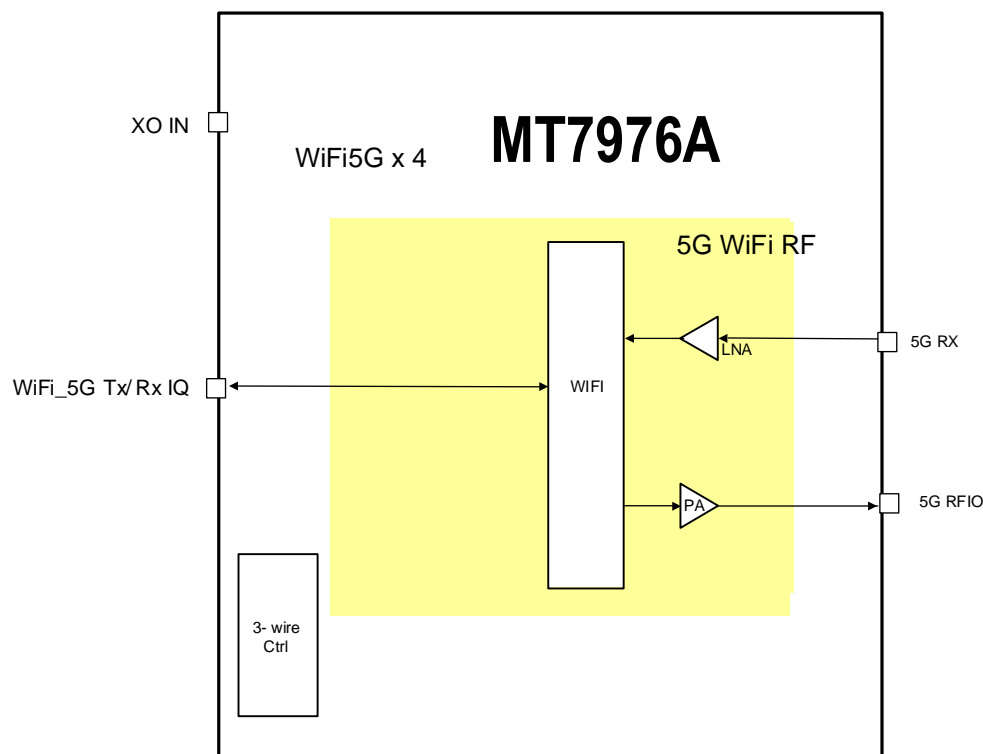 XO IN
MT7976A
WiFi5G x 4
5G WiFi RF
LNA
5G RX
WiFi_5G Tx/ Rx IQ
WIFI
PA
5G RFIO
3- wire
Ctrl